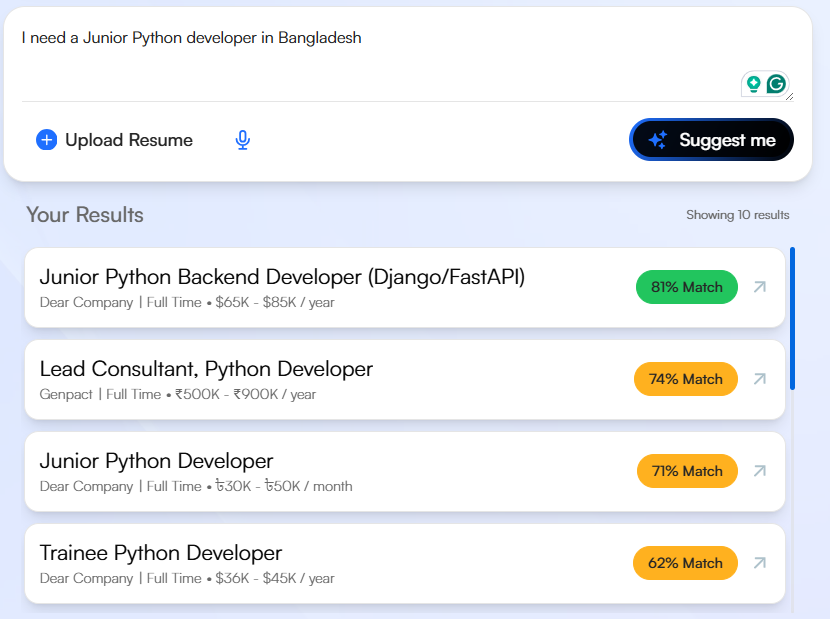 I need a Junior Python developer in Bangladesh
Upload Resume
Suggest me
Your Results
Showing 10 results
Junior Python Backend Developer (Django/FastAPI)
Dear Company | Full Time • $65K - $85K / year
81% Match
Lead Consultant, Python Developer
Genpact | Full Time • ₹500K - ₹900K / year
74% Match
Junior Python Developer
Dear Company | Full Time • ৳30K - ৳50K / month
71% Match
Trainee Python Developer
Dear Company | Full Time • $36K - $45K / year
62% Match